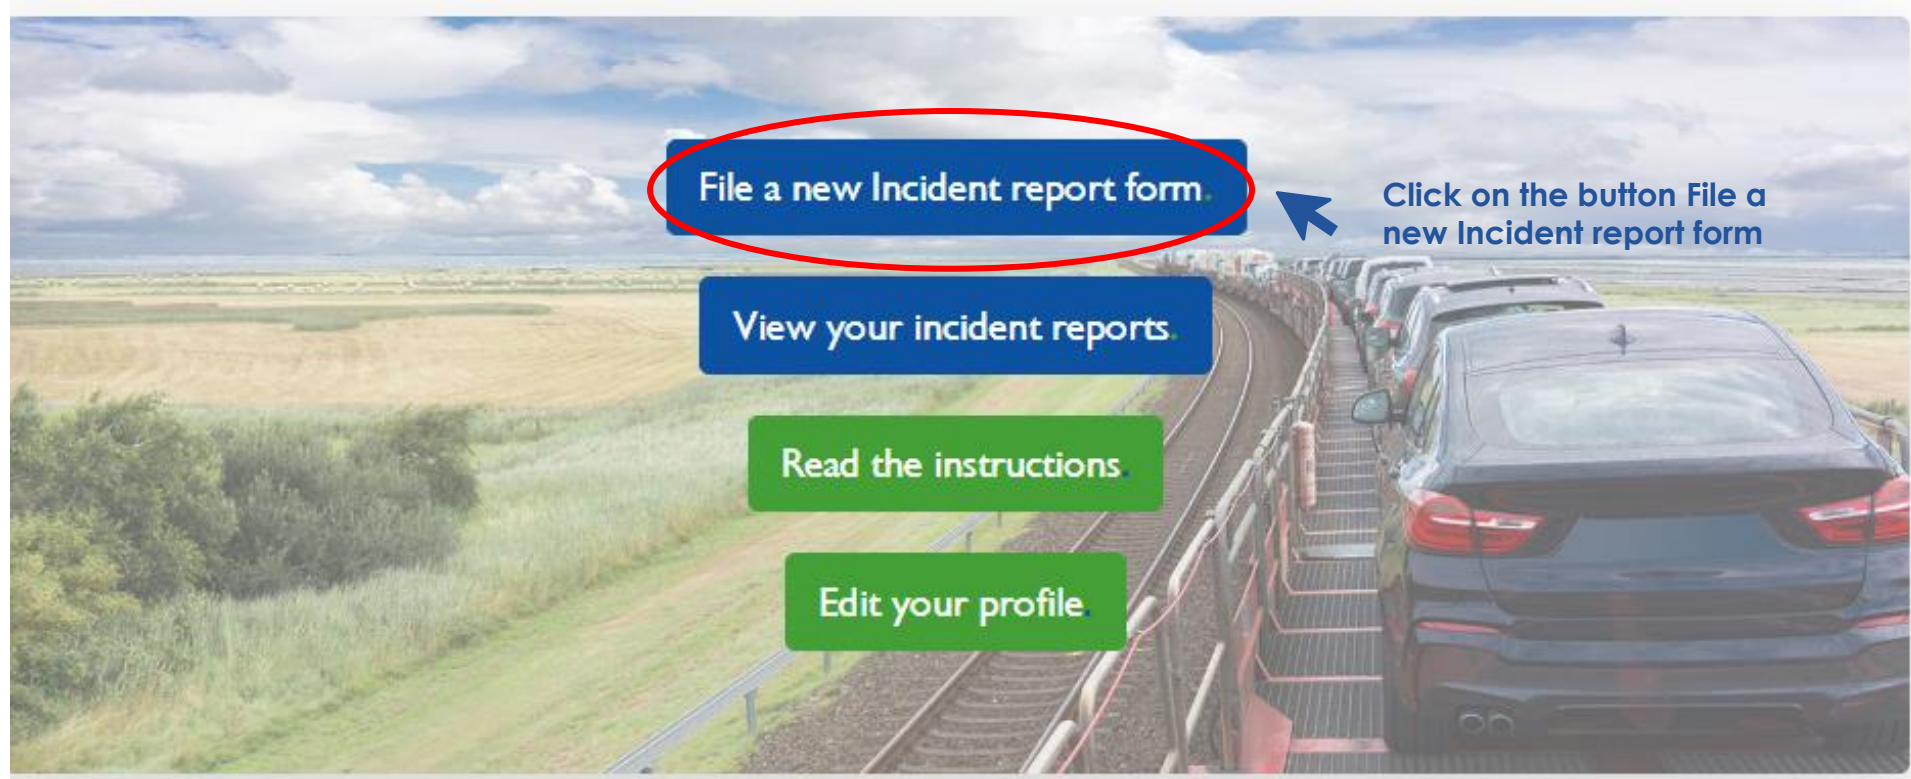 File a new Incident report form.
Click on the button File a
new Incident report form
View your incident reports.
Read the instructions.
Edit your profile.